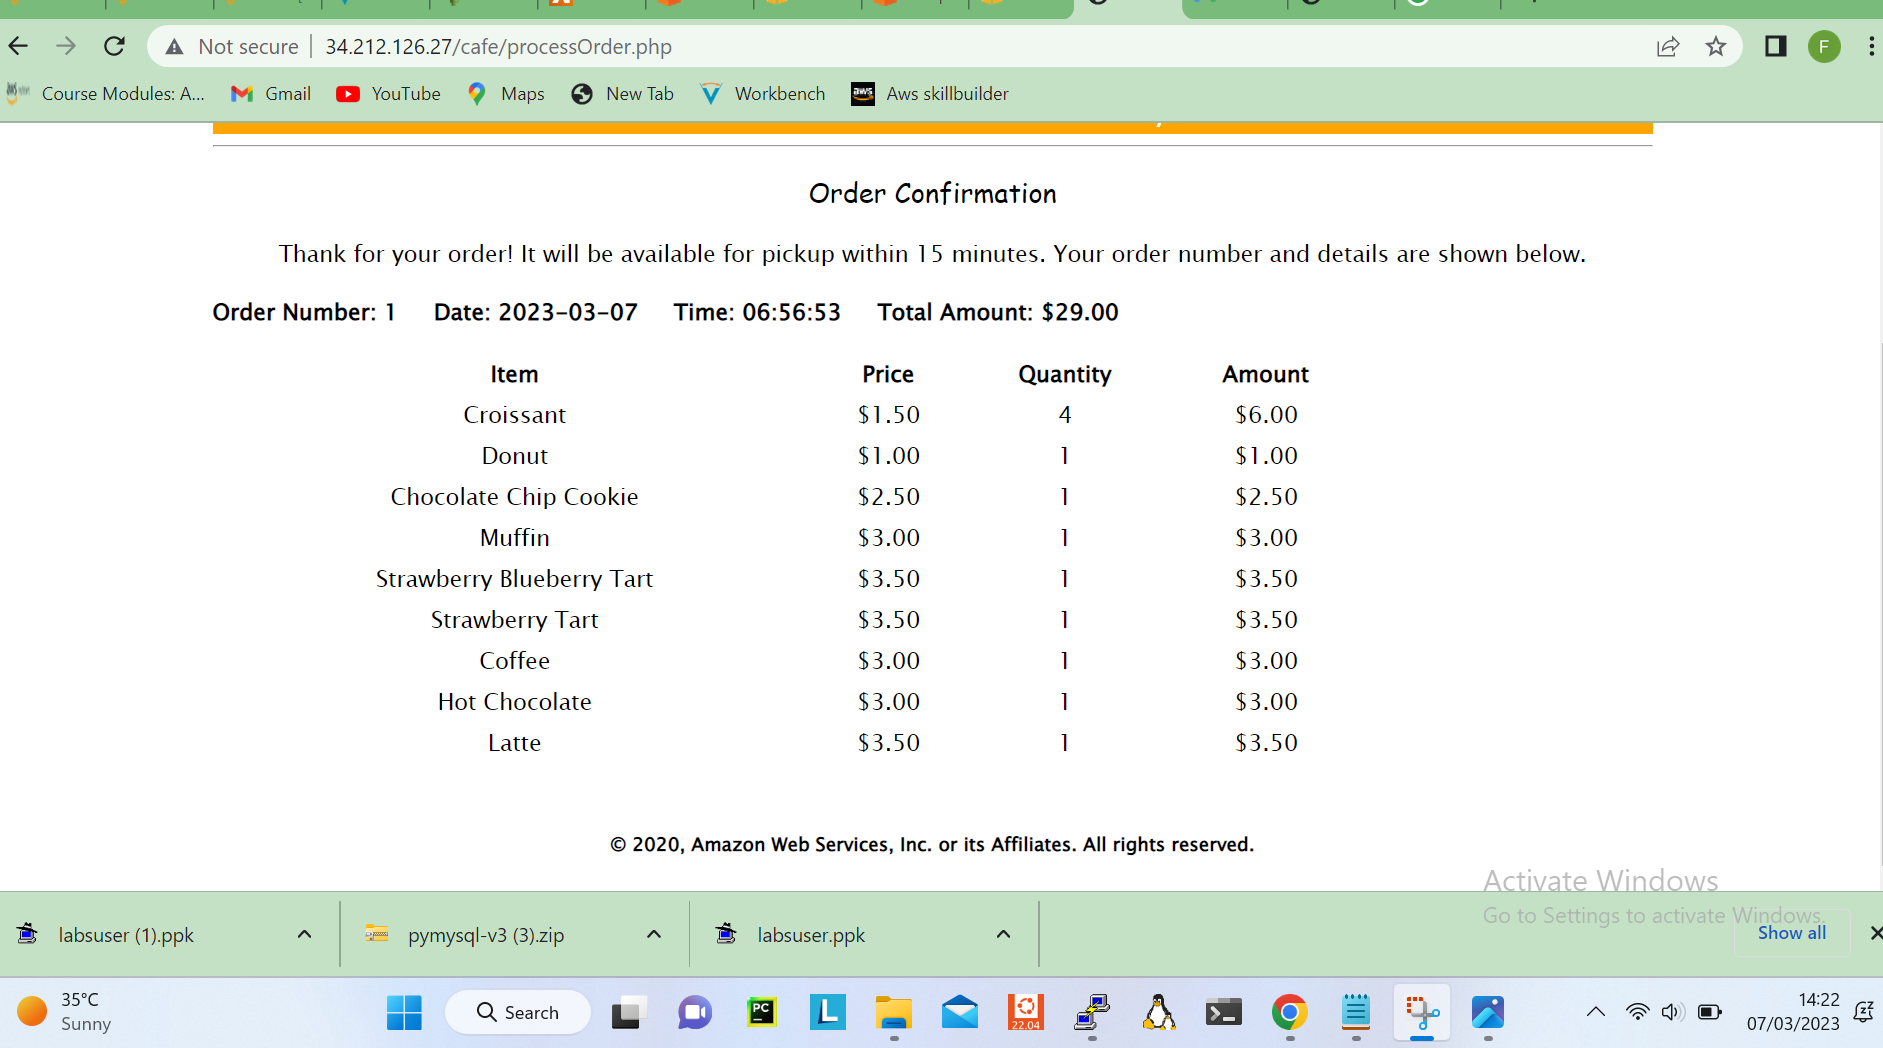 Not secure 34.212.126.27/cafe/processOrder.php F
Course Modules: A... Gmail YouTube Maps New Tab Workbench aws Aws skillbuilder
Order Confirmation
Thank for your order! It will be available for pickup within 15 minutes. Your order number and details are shown below.
Order Number: 1 Date: 2023-03-07 Time: 06:56:53 Total Amount: $29.00
Item Price Quantity Amount
Croissant $1.50 4 $6.00
Donut $1.00 1 $1.00
Chocolate Chip Cookie $2.50 1 $2.50
Muffin $3.00 1 $3.00
Strawberry Blueberry Tart $3.50 1 $3.50
Strawberry Tart $3.50 1 $3.50
Coffee $3.00 1 $3.00
Hot Chocolate $3.00 1 $3.00
Latte $3.50 1 $3.50
© 2020, Amazon Web Services, Inc. or its Affiliates. All rights reserved.
Activate Windows
Go to Settings to activate Windows.
labsuser (1).ppk pymysql-v3 (3).zip labsuser.ppk Show all
35°C
Sunny
Search
PC
L
22.04
14:22
07/03/2023